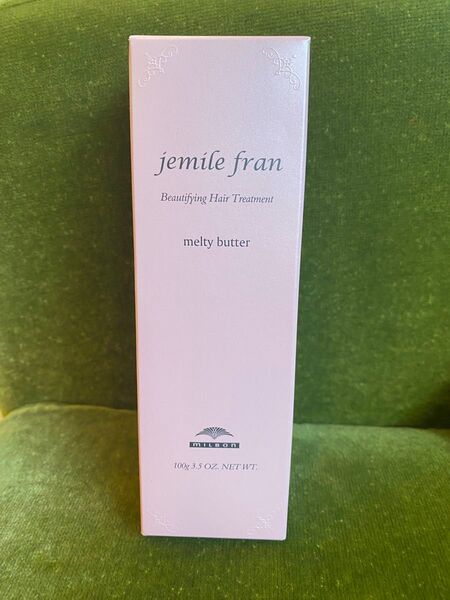 jemile fran
Beautifying Hair Treatment
melty butter
MILBON
100g 3.5 OZ. NET WT.